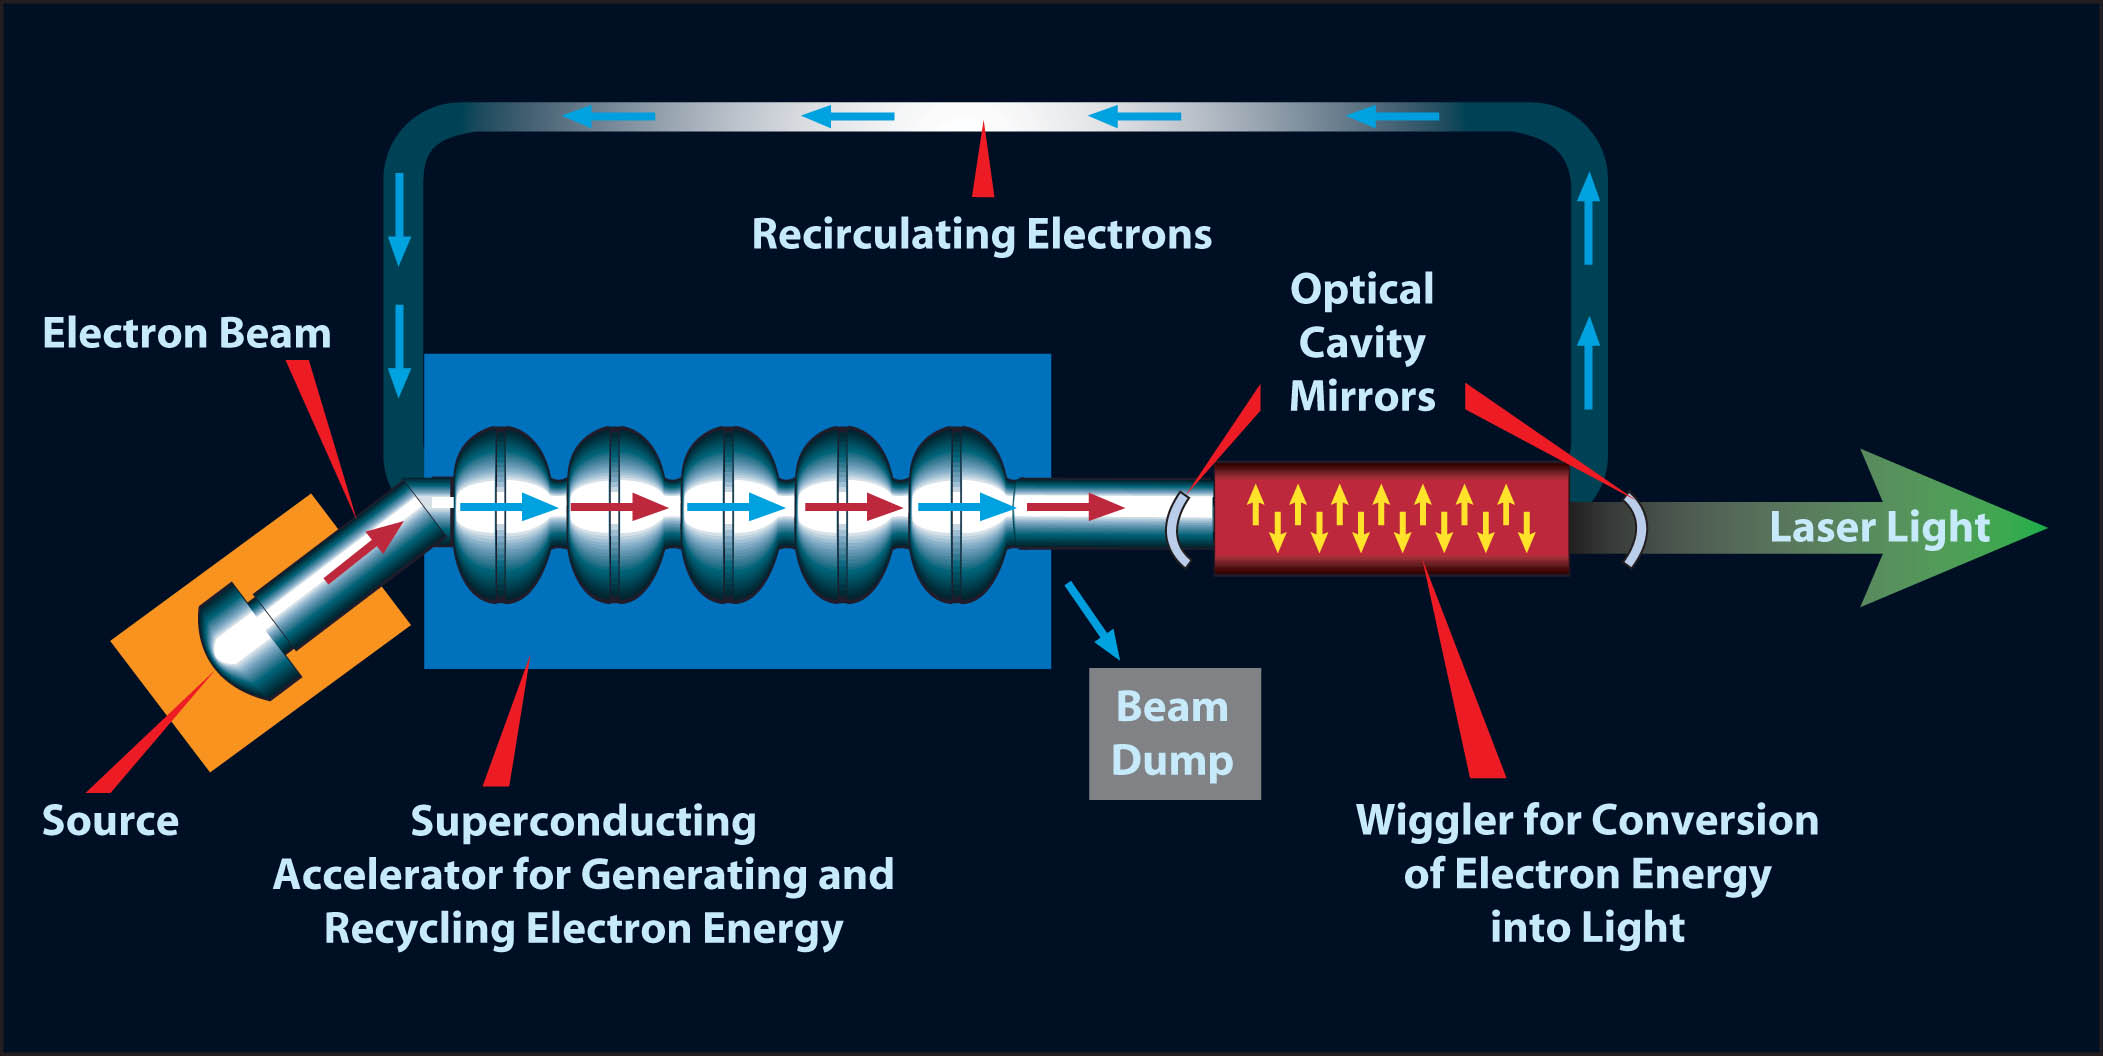 Recirculating Electrons
Optical
Cavity
Mirrors
Electron Beam
Laser Light
Beam
Dump
Source
Superconducting
Accelerator for Generating and
Recycling Electron Energy
Wiggler for Conversion
of Electron Energy
into Light